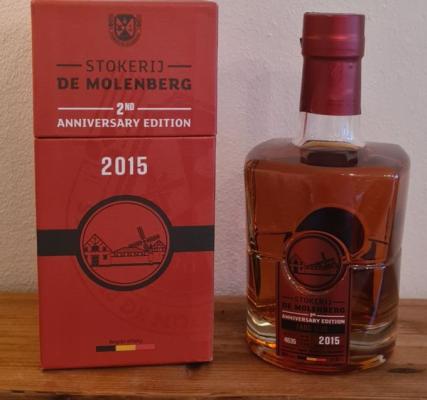 STOKERIJ
DE MOLENBERG
2ND
ANNIVERSARY EDITION
2015
STOKERIJ
DE MOLENBERG
ANNIVERSARY EDITION
2015